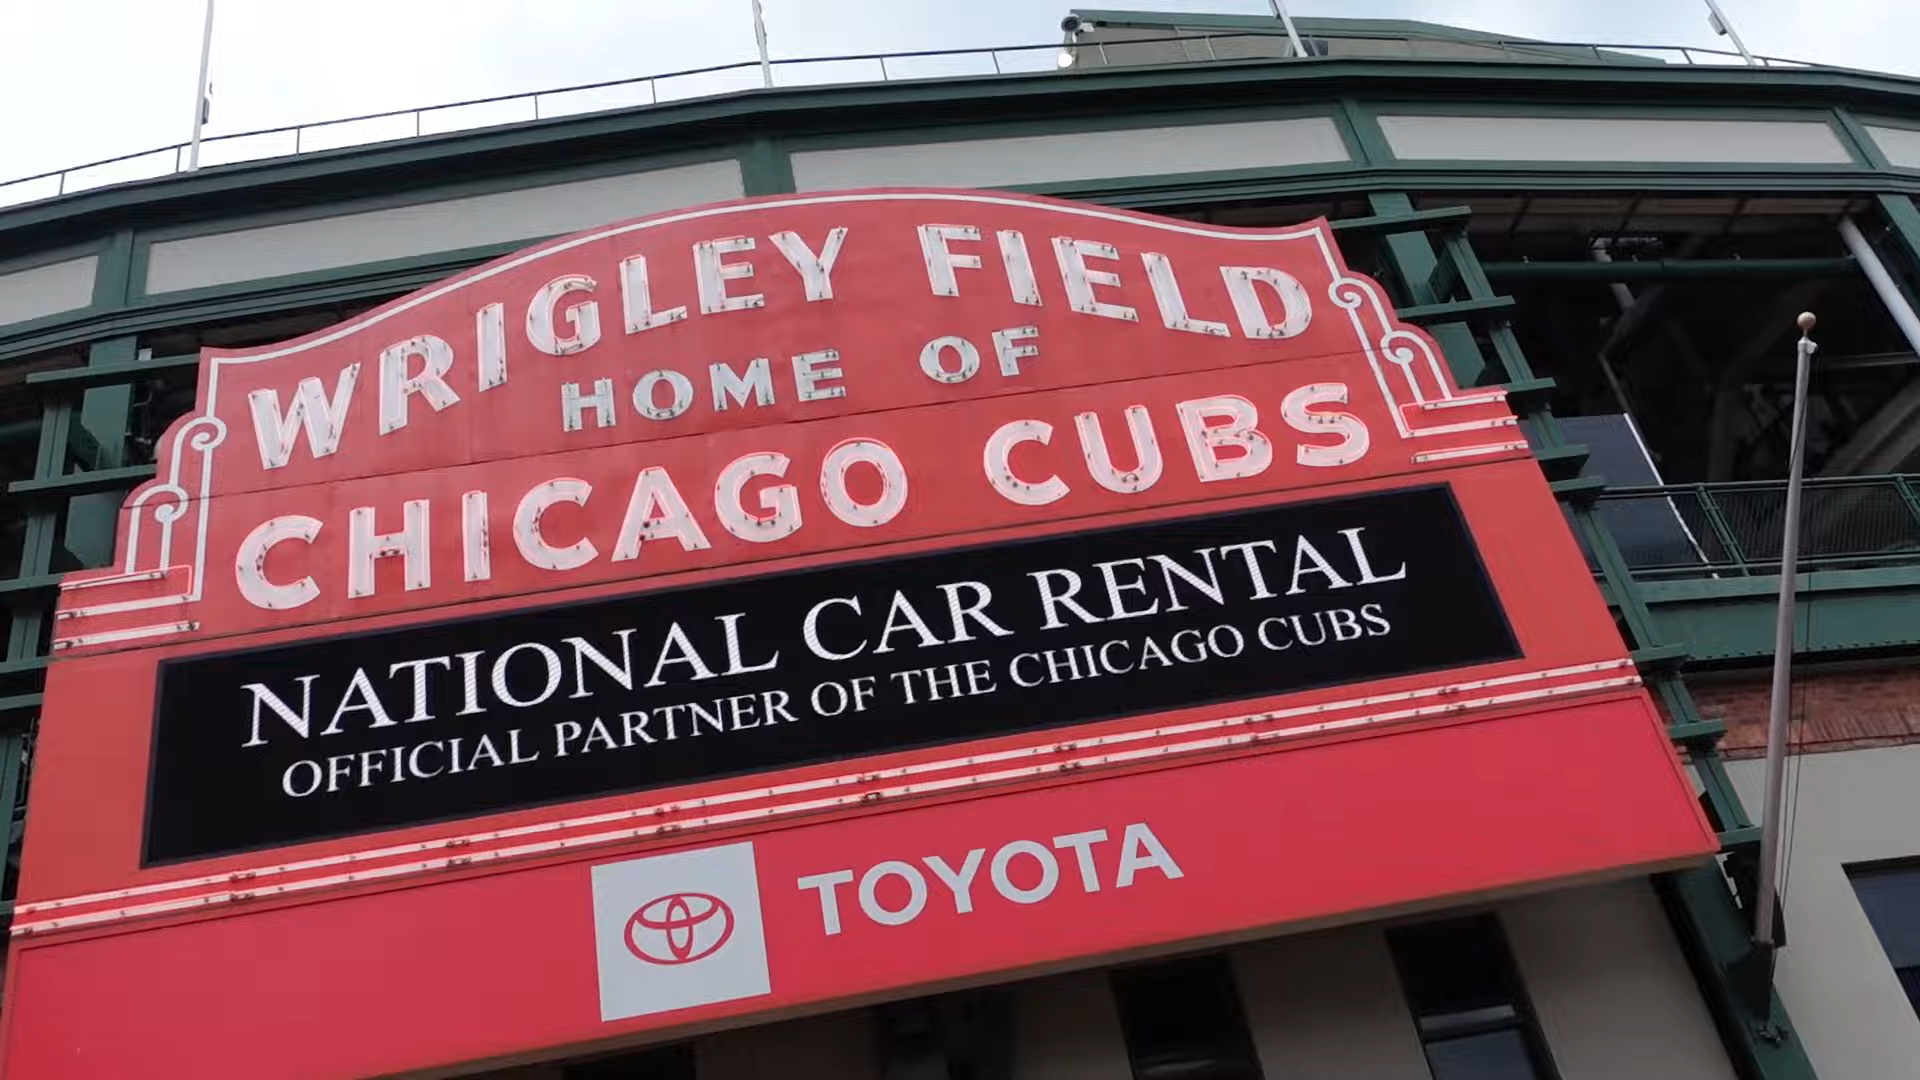 WRIGLEY FIELD
HOME OF
CHICAGO CUBS
NATIONAL CAR RENTAL
OFFICIAL PARTNER OF THE CHICAGO CUBS
TOYOTA